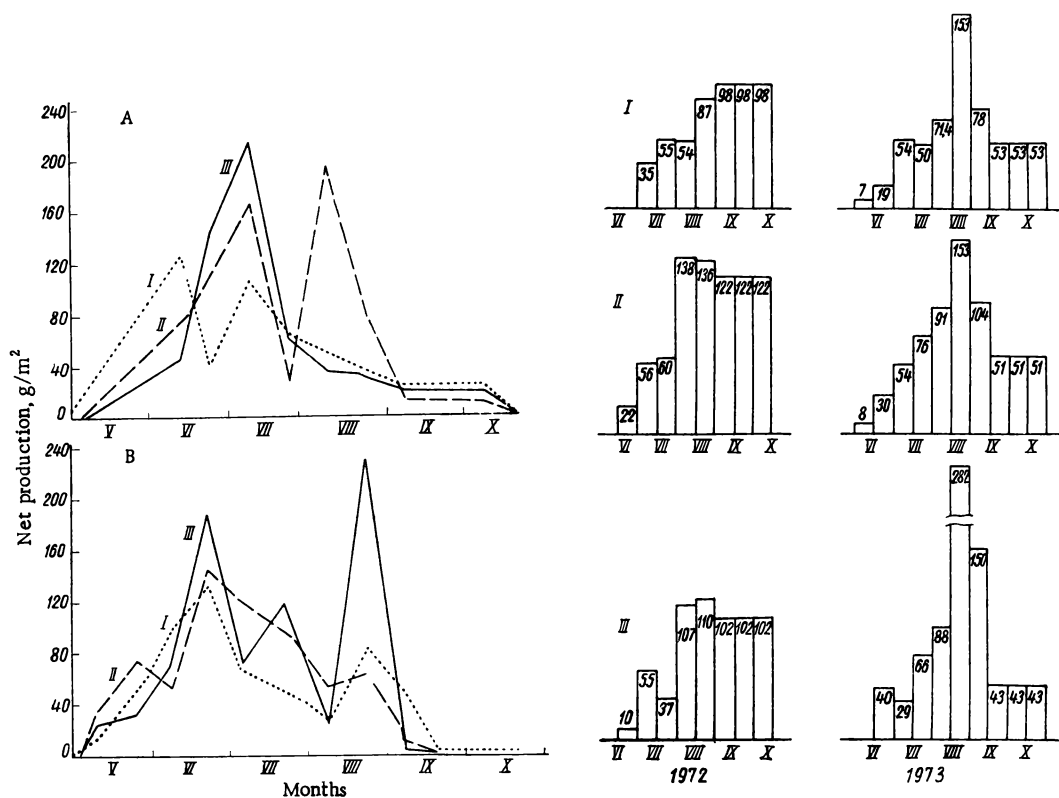 A
Net production, g/m²
240
200
160
120
80
40
0
I
II
III
V VI VII VIII IX X
B
240
200
160
120
80
40
0
I
II
III
V VI VII VIII IX X
Months
I
35 55 54 87 98 98 98
VI VII VIII IX X
7 19 54 50 71,4 153 78 53 53 53
VI VII VIII IX X
II
22 56 60 138 136 122 122 122
VI VII VIII IX X
8 30 54 76 91 153 104 51 51 51
VI VII VIII IX X
III
10 55 37 107 110 102 102 102
VI VII VIII IX X
1972
40 29 66 88 282 150 43 43 43
VI VII VIII IX X
1973